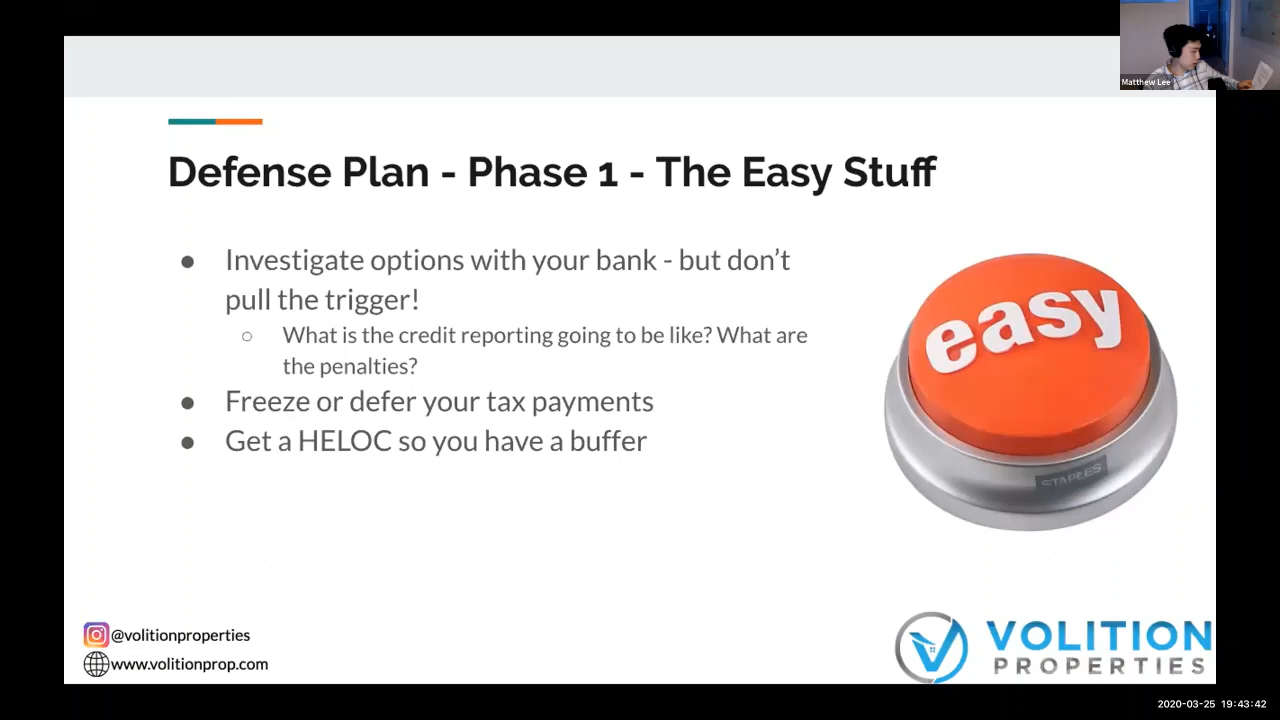 Matthew Lee
Defense Plan - Phase 1 - The Easy Stuff
● Investigate options with your bank - but don't
pull the trigger!
○ What is the credit reporting going to be like? What are
the penalties?
● Freeze or defer your tax payments
● Get a HELOC so you have a buffer
easy
STAPLES
@volitionproperties
www.volitionprop.com
VOLITION
PROPERTIES
2020-03-25 19:43:42